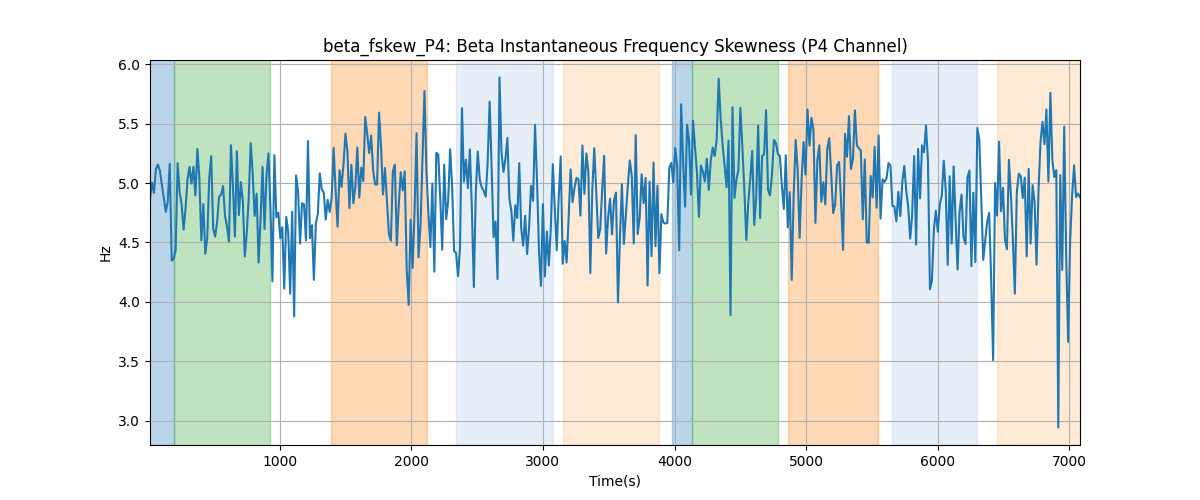 beta_fskew_P4: Beta Instantaneous Frequency Skewness (P4 Channel)
6.0
5.5
5.0
4.5
4.0
3.5
3.0
Hz
1000 2000 3000 4000 5000 6000 7000
Time(s)